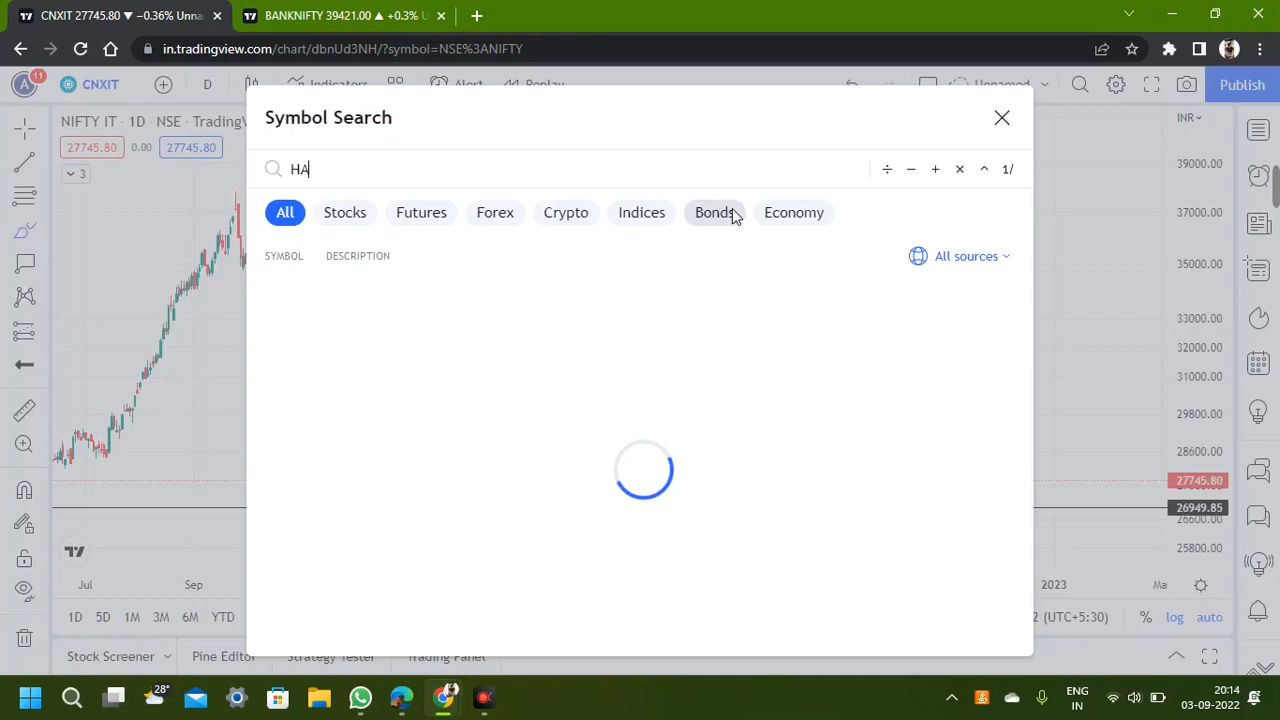 CNXIT 27745.80 ▼ −0.36% Unna
BANKNIFTY 39421.00 ▲ +0.3% U
in.tradingview.com/chart/dbnUd3NH/?symbol=NSE%3ANIFTY
A 11 CNXIT D Indicators Alert Replay Unnamed Publish
NIFTY IT · 1D · NSE · TradingV
27745.80 0.00 27745.80
3
Symbol Search
HA
÷ − + × ^ 1/
All Stocks Futures Forex Crypto Indices Bonds Economy
SYMBOL DESCRIPTION All sources
INR
39000.00
37000.00
35000.00
33000.00
32000.00
31000.00
29800.00
28600.00
27745.80
26949.85
26600.00
25800.00
Jul Sep 2023 Ma
1D 5D 1M 3M 6M YTD
2 (UTC+5:30) % log auto
Stock Screener Pine Editor Strategy Tester Trading Panel
28°
ENG
IN
20:14
03-09-2022